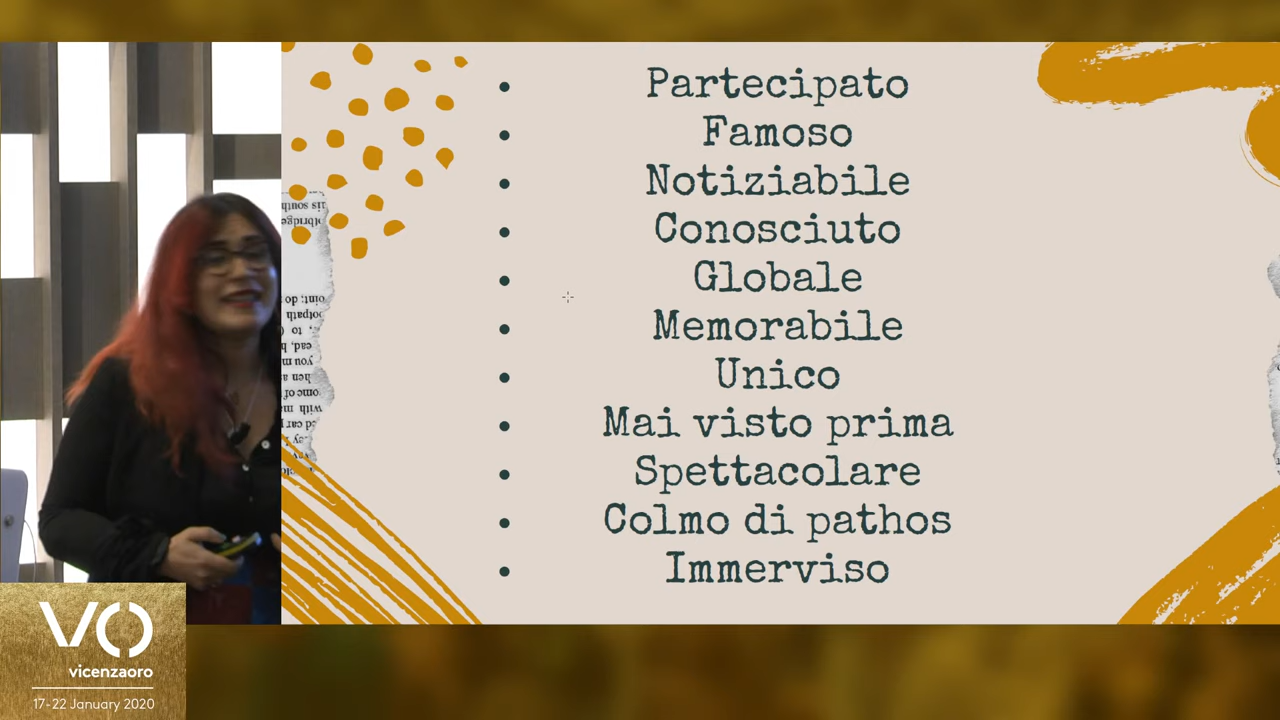 Partecipato
Famoso
Notiziabile
Conosciuto
Globale
Memorabile
Unico
Mai visto prima
Spettacolare
Colmo di pathos
Immerviso
VO
vicenzaoro
17-22 January 2020